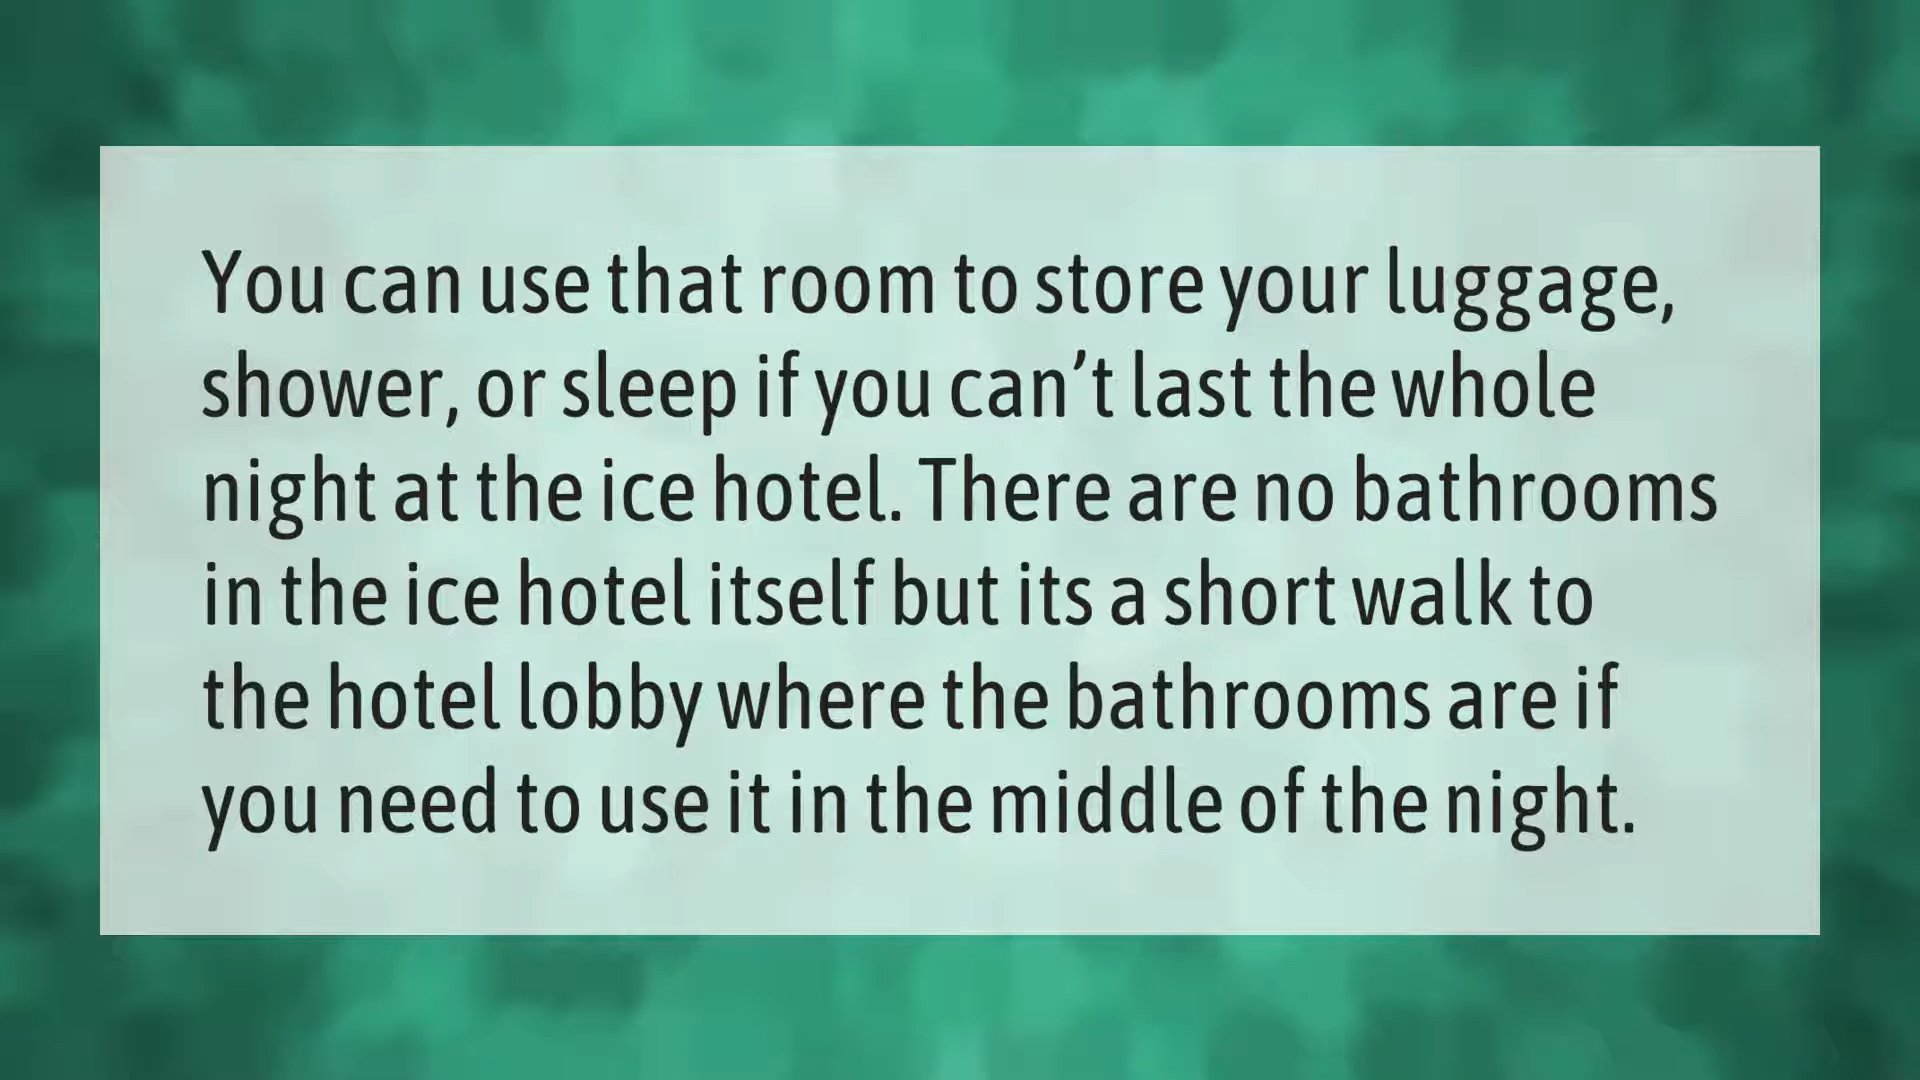 You can use that room to store your luggage,
shower, or sleep if you can’t last the whole
night at the ice hotel. There are no bathrooms
in the ice hotel itself but its a short walk to
the hotel lobby where the bathrooms are if
you need to use it in the middle of the night.